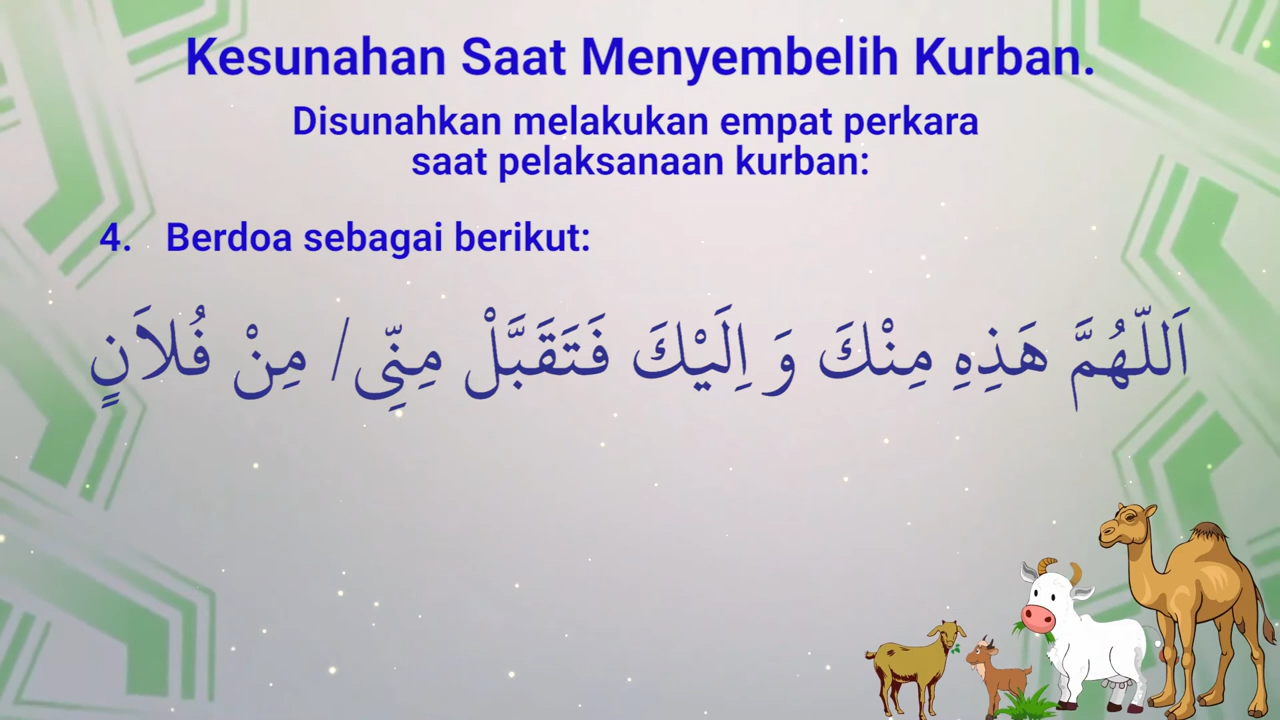 Kesunahan Saat Menyembelih Kurban.
Disunahkan melakukan empat perkara
saat pelaksanaan kurban:
4. Berdoa sebagai berikut:
اَللّٰهُمَّ هَذِهِ مِنْكَ وَ اِلَيْكَ فَتَقَبَّلْ مِنِّى / مِنْ فُلاَنٍ